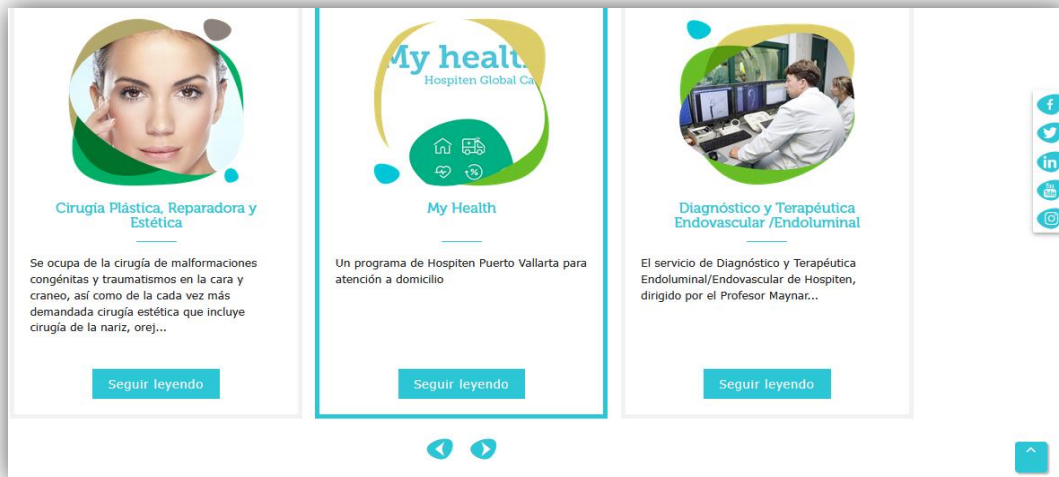 Cirugía Plástica, Reparadora y
Estética
Se ocupa de la cirugía de malformaciones
congénitas y traumatismos en la cara y
craneo, así como de la cada vez más
demandada cirugía estética que incluye
cirugía de la nariz, orej...
Seguir leyendo
My healt
Hospiten Global Ca
My Health
Un programa de Hospiten Puerto Vallarta para
atención a domicilio
Seguir leyendo
Diagnóstico y Terapéutica
Endovascular /Endoluminal
El servicio de Diagnóstico y Terapéutica
Endoluminal/Endovascular de Hospiten,
dirigido por el Profesor Maynar...
Seguir leyendo